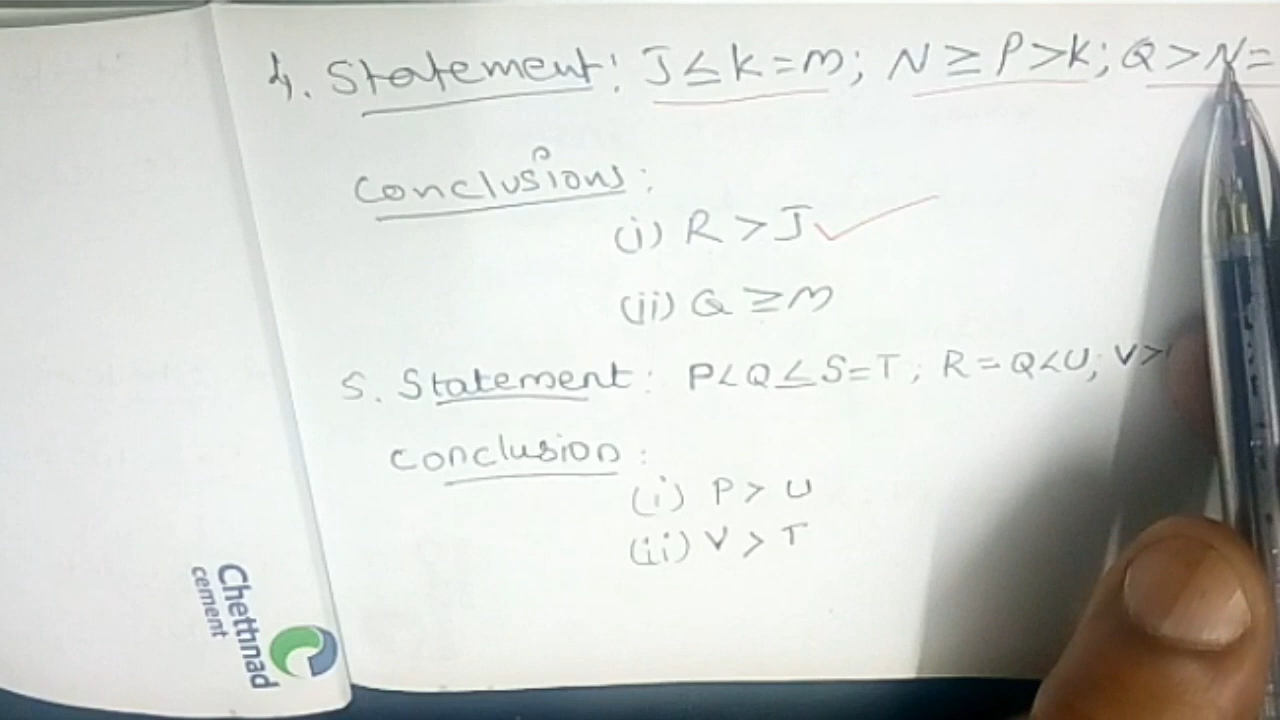 4. Statement: J ≤ K = M; N ≥ P > K; Q > N =
Conclusions:
(i) R > J ✓
(ii) Q ≥ M
5. Statement: P < Q ≤ S = T; R = Q < U; V >
Conclusion:
(i) P > U
(ii) V > T
Chettinad
cement